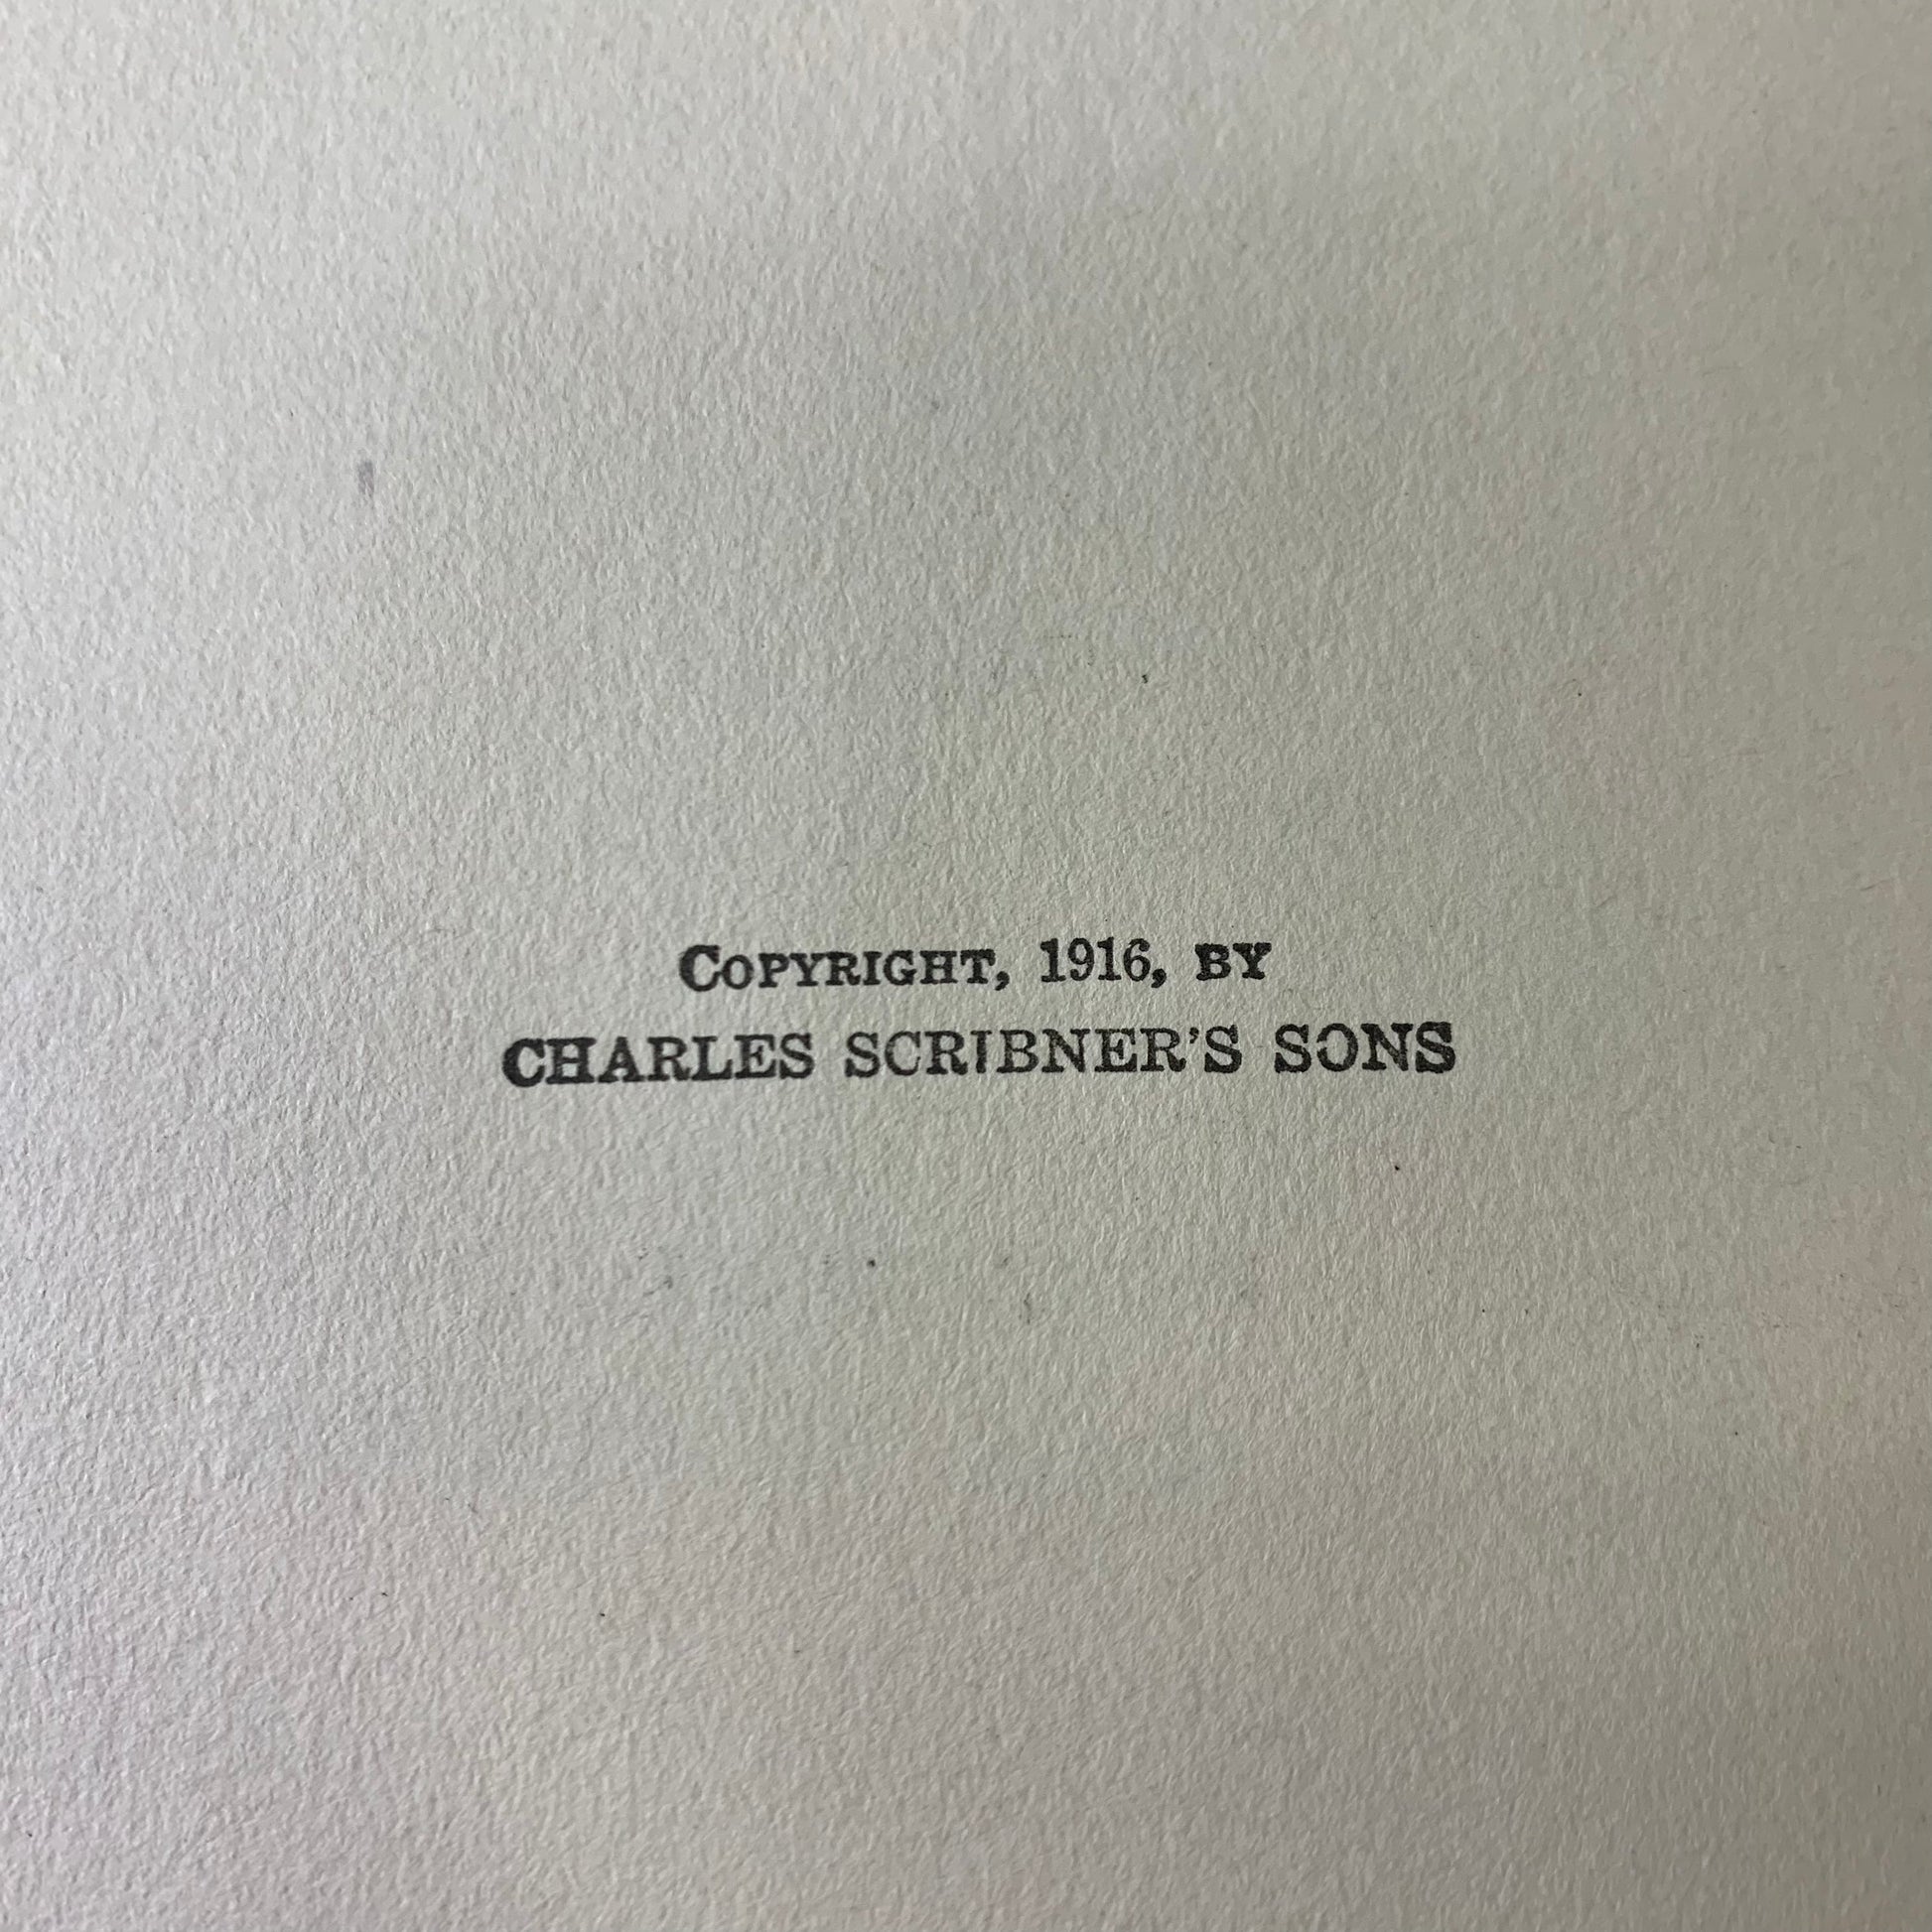 COPYRIGHT, 1916, BY
CHARLES SCRIBNER'S SONS